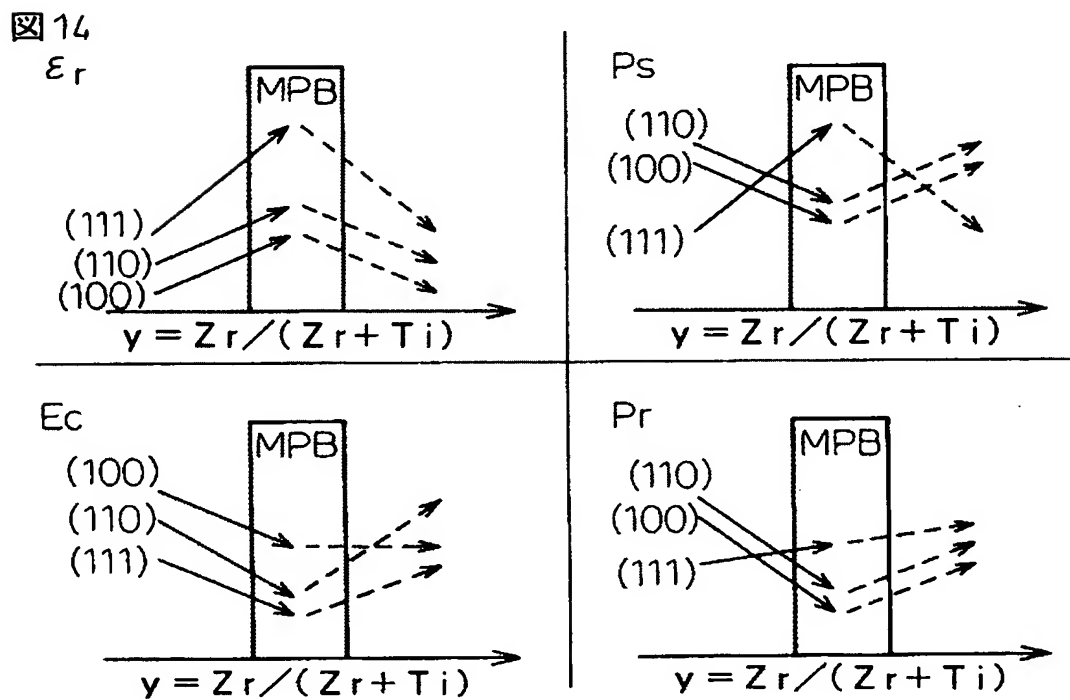 図14
εr
MPB
(111)
(110)
(100)
y=Zr/(Zr+Ti)
Ps
MPB
(110)
(100)
(111)
y=Zr/(Zr+Ti)
Ec
MPB
(100)
(110)
(111)
y=Zr/(Zr+Ti)
Pr
MPB
(110)
(100)
(111)
y=Zr/(Zr+Ti)